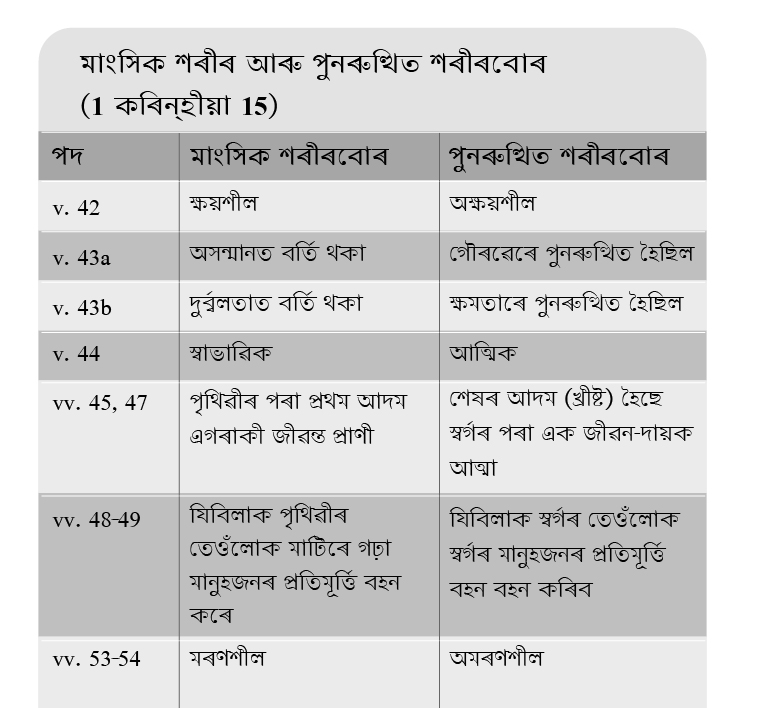 মাংসিক শৰীৰ আৰু পুনৰুত্থিত শৰীৰবোৰ
(1 কৰিন্হীয়া 15)
পদ মাংসিক শৰীৰবোৰ পুনৰুত্থিত শৰীৰবোৰ
v. 42 ক্ষয়শীল অক্ষয়শীল
v. 43a অসন্মানত বৰ্তি থকা গৌৰৱেৰে পুনৰুত্থিত হৈছিল
v. 43b দুৰ্ব্বলতাত বৰ্তি থকা ক্ষমতাৰে পুনৰুত্থিত হৈছিল
v. 44 স্বাভাৱিক আত্মিক
vv. 45, 47 পৃথিৱীৰ পৰা প্ৰথম আদম
এগৰাকী জীৱন্ত প্ৰাণী
শেষৰ আদম (খ্ৰীষ্ট) হৈছে
স্বৰ্গৰ পৰা এক জীৱন-দায়ক
আত্মা
vv. 48-49 যিবিলাক পৃথিৱীৰ
তেওঁলোক মাটিৰে গঢ়া
মানুহজনৰ প্ৰতিমূৰ্ত্তি বহন
কৰে
যিবিলাক স্বৰ্গৰ তেওঁলোক
স্বৰ্গৰ মানুহজনৰ প্ৰতিমূৰ্ত্তি
বহন বহন কৰিব
vv. 53-54 মৰণশীল অমৰণশীল